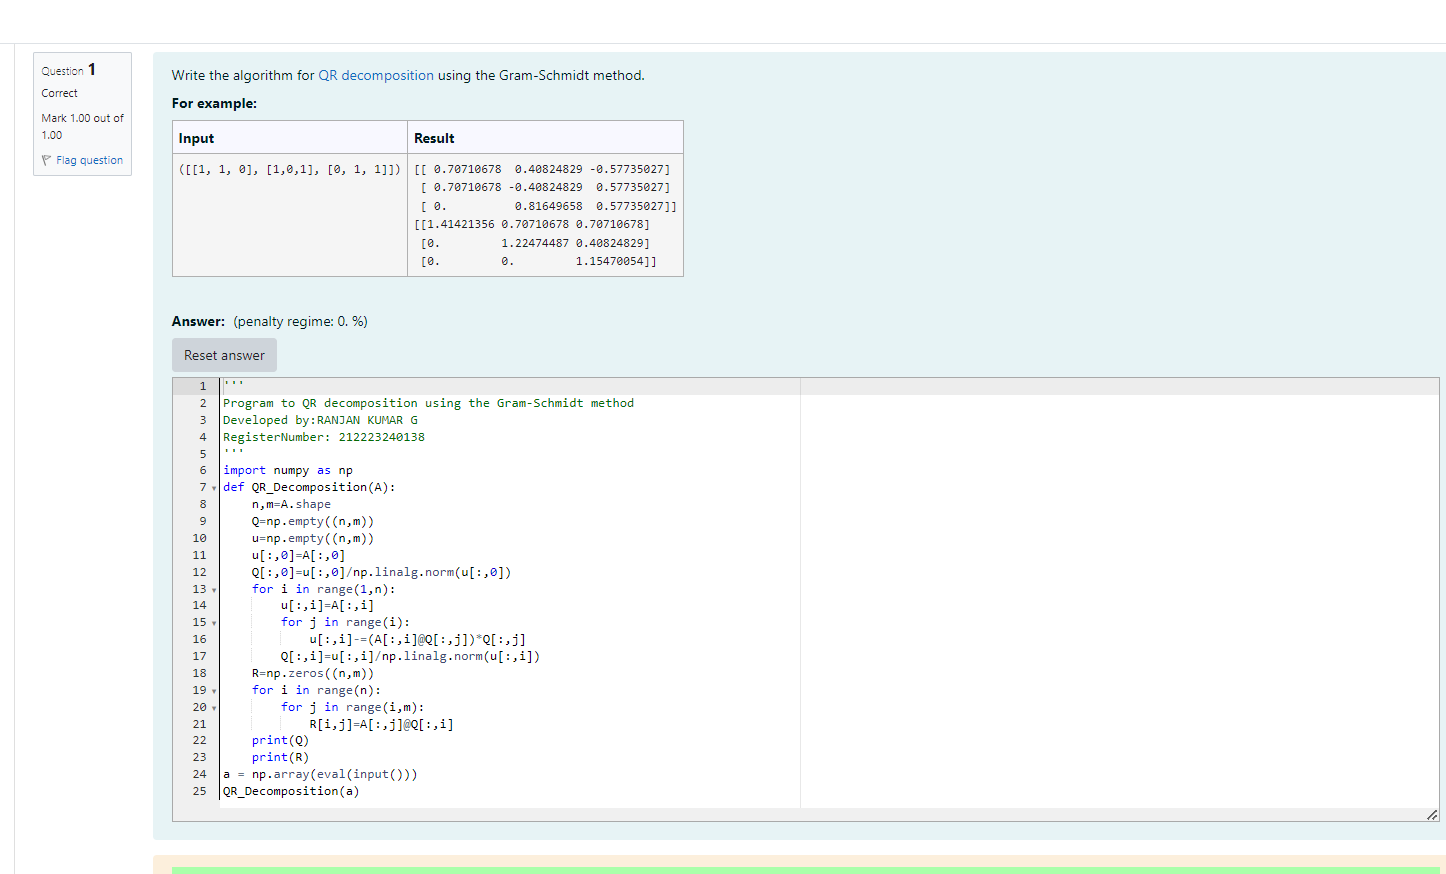 Question 1
Correct
Mark 1.00 out of
1.00
Flag question
Write the algorithm for QR decomposition using the Gram-Schmidt method.
For example:
Input Result
([[1, 1, 0], [1,0,1], [0, 1, 1]]) [[ 0.70710678  0.40824829 -0.57735027]
[ 0.70710678 -0.40824829  0.57735027]
[ 0.          0.81649658  0.57735027]]
[[1.41421356 0.70710678 0.70710678]
[0.         1.22474487 0.40824829]
[0.         0.         1.15470054]]
Answer: (penalty regime: 0. %)
Reset answer
1 '''
2 Program to QR decomposition using the Gram-Schmidt method
3 Developed by:RANJAN KUMAR G
4 RegisterNumber: 212223240138
5 '''
6 import numpy as np
7 def QR_Decomposition(A):
8     n,m=A.shape
9     Q=np.empty((n,m))
10     u=np.empty((n,m))
11     u[:,0]=A[:,0]
12     Q[:,0]=u[:,0]/np.linalg.norm(u[:,0])
13     for i in range(1,n):
14         u[:,i]=A[:,i]
15         for j in range(i):
16             u[:,i]-=(A[:,i]@Q[:,j])*Q[:,j]
17         Q[:,i]=u[:,i]/np.linalg.norm(u[:,i])
18     R=np.zeros((n,m))
19     for i in range(n):
20         for j in range(i,m):
21             R[i,j]=A[:,j]@Q[:,i]
22     print(Q)
23     print(R)
24 a = np.array(eval(input()))
25 QR_Decomposition(a)